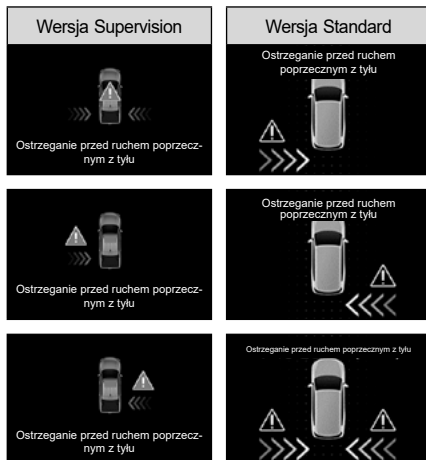 Wersja Supervision
Wersja Standard
Ostrzeganie przed ruchem poprzecz-
nym z tyłu
Ostrzeganie przed ruchem
poprzecznym z tyłu
Ostrzeganie przed ruchem poprzecz-
nym z tyłu
Ostrzeganie przed ruchem
poprzecznym z tyłu
Ostrzeganie przed ruchem poprzecz-
nym z tyłu
Ostrzeganie przed ruchem poprzecznym z tyłu